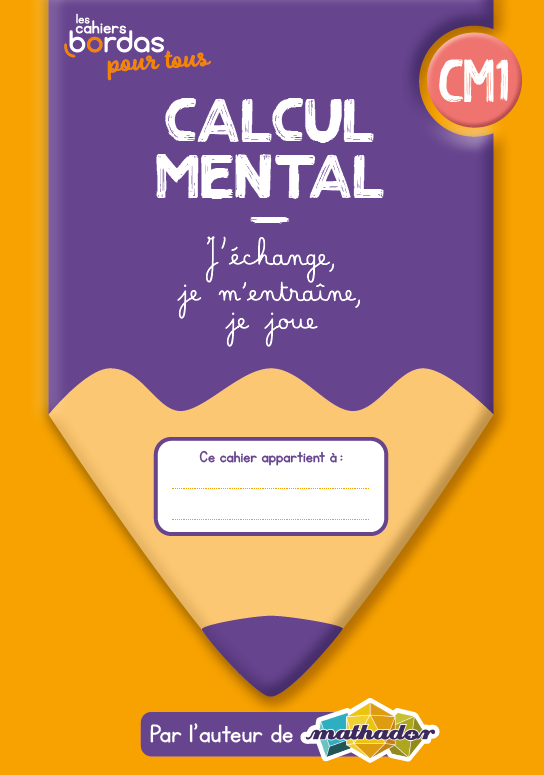 les
cahiers
bordas
pour tous
CM1
CALCUL
MENTAL
J'échange,
je m'entraîne,
je joue
Ce cahier appartient à :
Par l'auteur de mathador